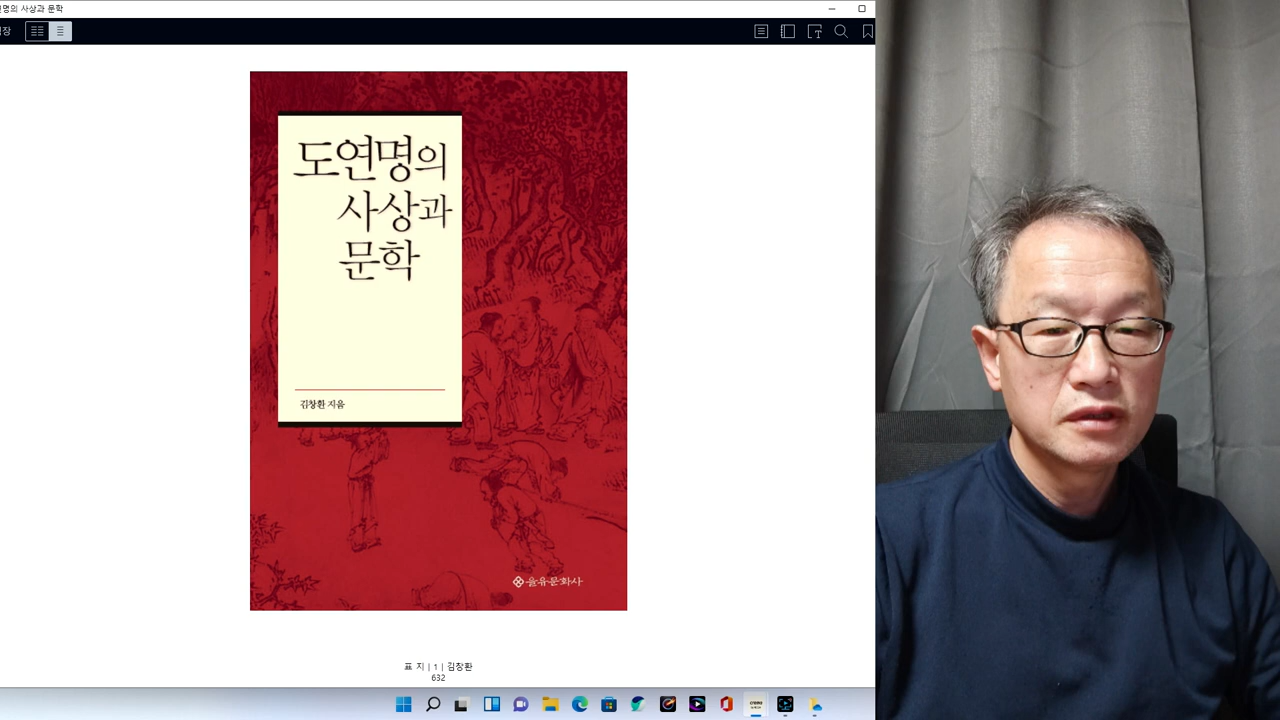 연명의 사상과 문학
장
도연명의
사상과
문학
김창환 지음
을유문화사
표 지 | 1 | 김창환
632